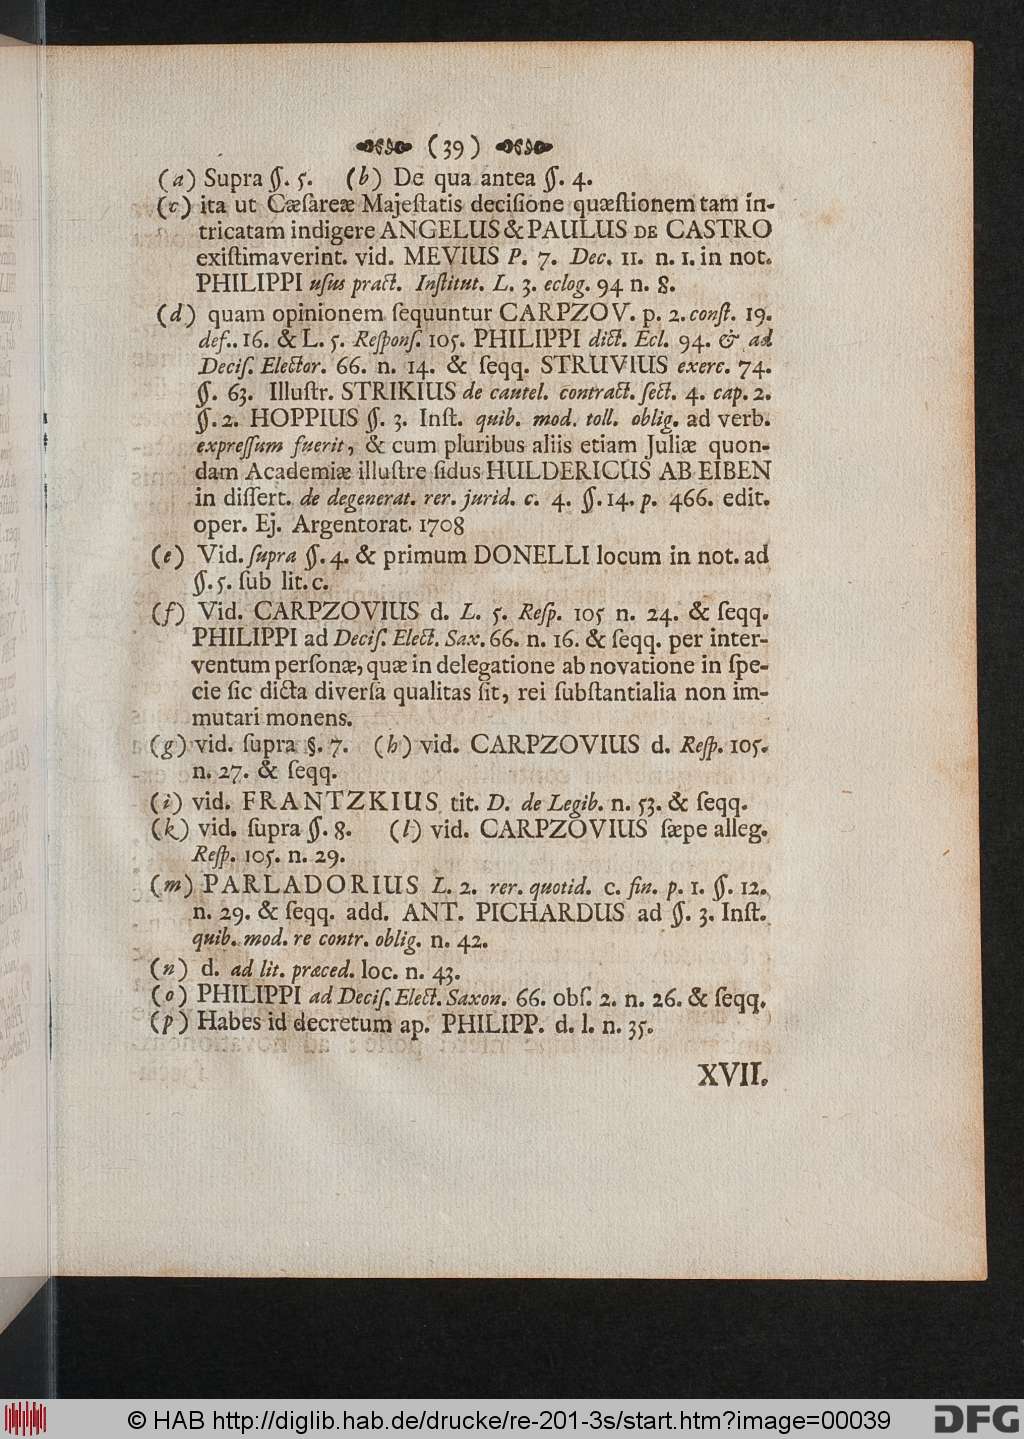 (39)
(a) Supra §. 5. (b) De qua antea §. 4.
(c) ita ut Cæſareæ Majeſtatis deciſione quæſtionem tam in-
tricatam indigere ANGELUS & PAULUS DE CASTRO
exiſtimaverint. vid. MEVIUS P. 7. Dec. 11. n. 1. in not.
PHILIPPI uſus pract. Inſtitut. L. 3. eclog. 94 n. 8.
(d) quam opinionem ſequuntur CARPZOV. p. 2. conſt. 19.
def.. 16. & L. 5. Reſponſ. 105. PHILIPPI dict. Ecl. 94. & ad
Deciſ. Elector. 66. n. 14. & ſeqq. STRUVIUS exerc. 74.
§. 63. Illuſtr. STRIKIUS de cautel. contract. ſect. 4. cap. 2.
§. 2. HOPPIUS §. 3. Inſt. quib. mod. toll. oblig. ad verb.
expreſſum fuerit, & cum pluribus aliis etiam Juliæ quon-
dam Academiæ illuſtre ſidus HULDERICUS AB EIBEN
in diſſert. de degenerat. rer. jurid. c. 4. §. 14. p. 466. edit.
oper. Ej. Argentorat. 1708
(e) Vid. ſupra §. 4. & primum DONELLI locum in not. ad
§. 5. ſub lit. c.
(f) Vid. CARPZOVIUS d. L. 5. Reſp. 105 n. 24. & ſeqq.
PHILIPPI ad Deciſ. Elect. Sax. 66. n. 16. & ſeqq. per inter-
ventum perſonæ, quæ in delegatione ab novatione in ſpe-
cie ſic dicta diverſa qualitas ſit, rei ſubſtantialia non im-
mutari monens.
(g) vid. ſupra §. 7. (h) vid. CARPZOVIUS d. Reſp. 105.
n. 27. & ſeqq.
(i) vid. FRANTZKIUS tit. D. de Legib. n. 53. & ſeqq.
(k) vid. ſupra §. 8. (l) vid. CARPZOVIUS ſæpe alleg.
Reſp. 105. n. 29.
(m) PARLADORIUS L. 2. rer. quotid. c. fin. p. 1. §. 12.
n. 29. & ſeqq. add. ANT. PICHARDUS ad §. 3. Inſt.
quib. mod. re contr. oblig. n. 42.
(n) d. ad lit. præced. loc. n. 43.
(o) PHILIPPI ad Deciſ. Elect. Saxon. 66. obſ. 2. n. 26. & ſeqq.
(p) Habes id decretum ap. PHILIPP. d. l. n. 35.
XVII.
© HAB http://diglib.hab.de/drucke/re-201-3s/start.htm?image=00039
DFG